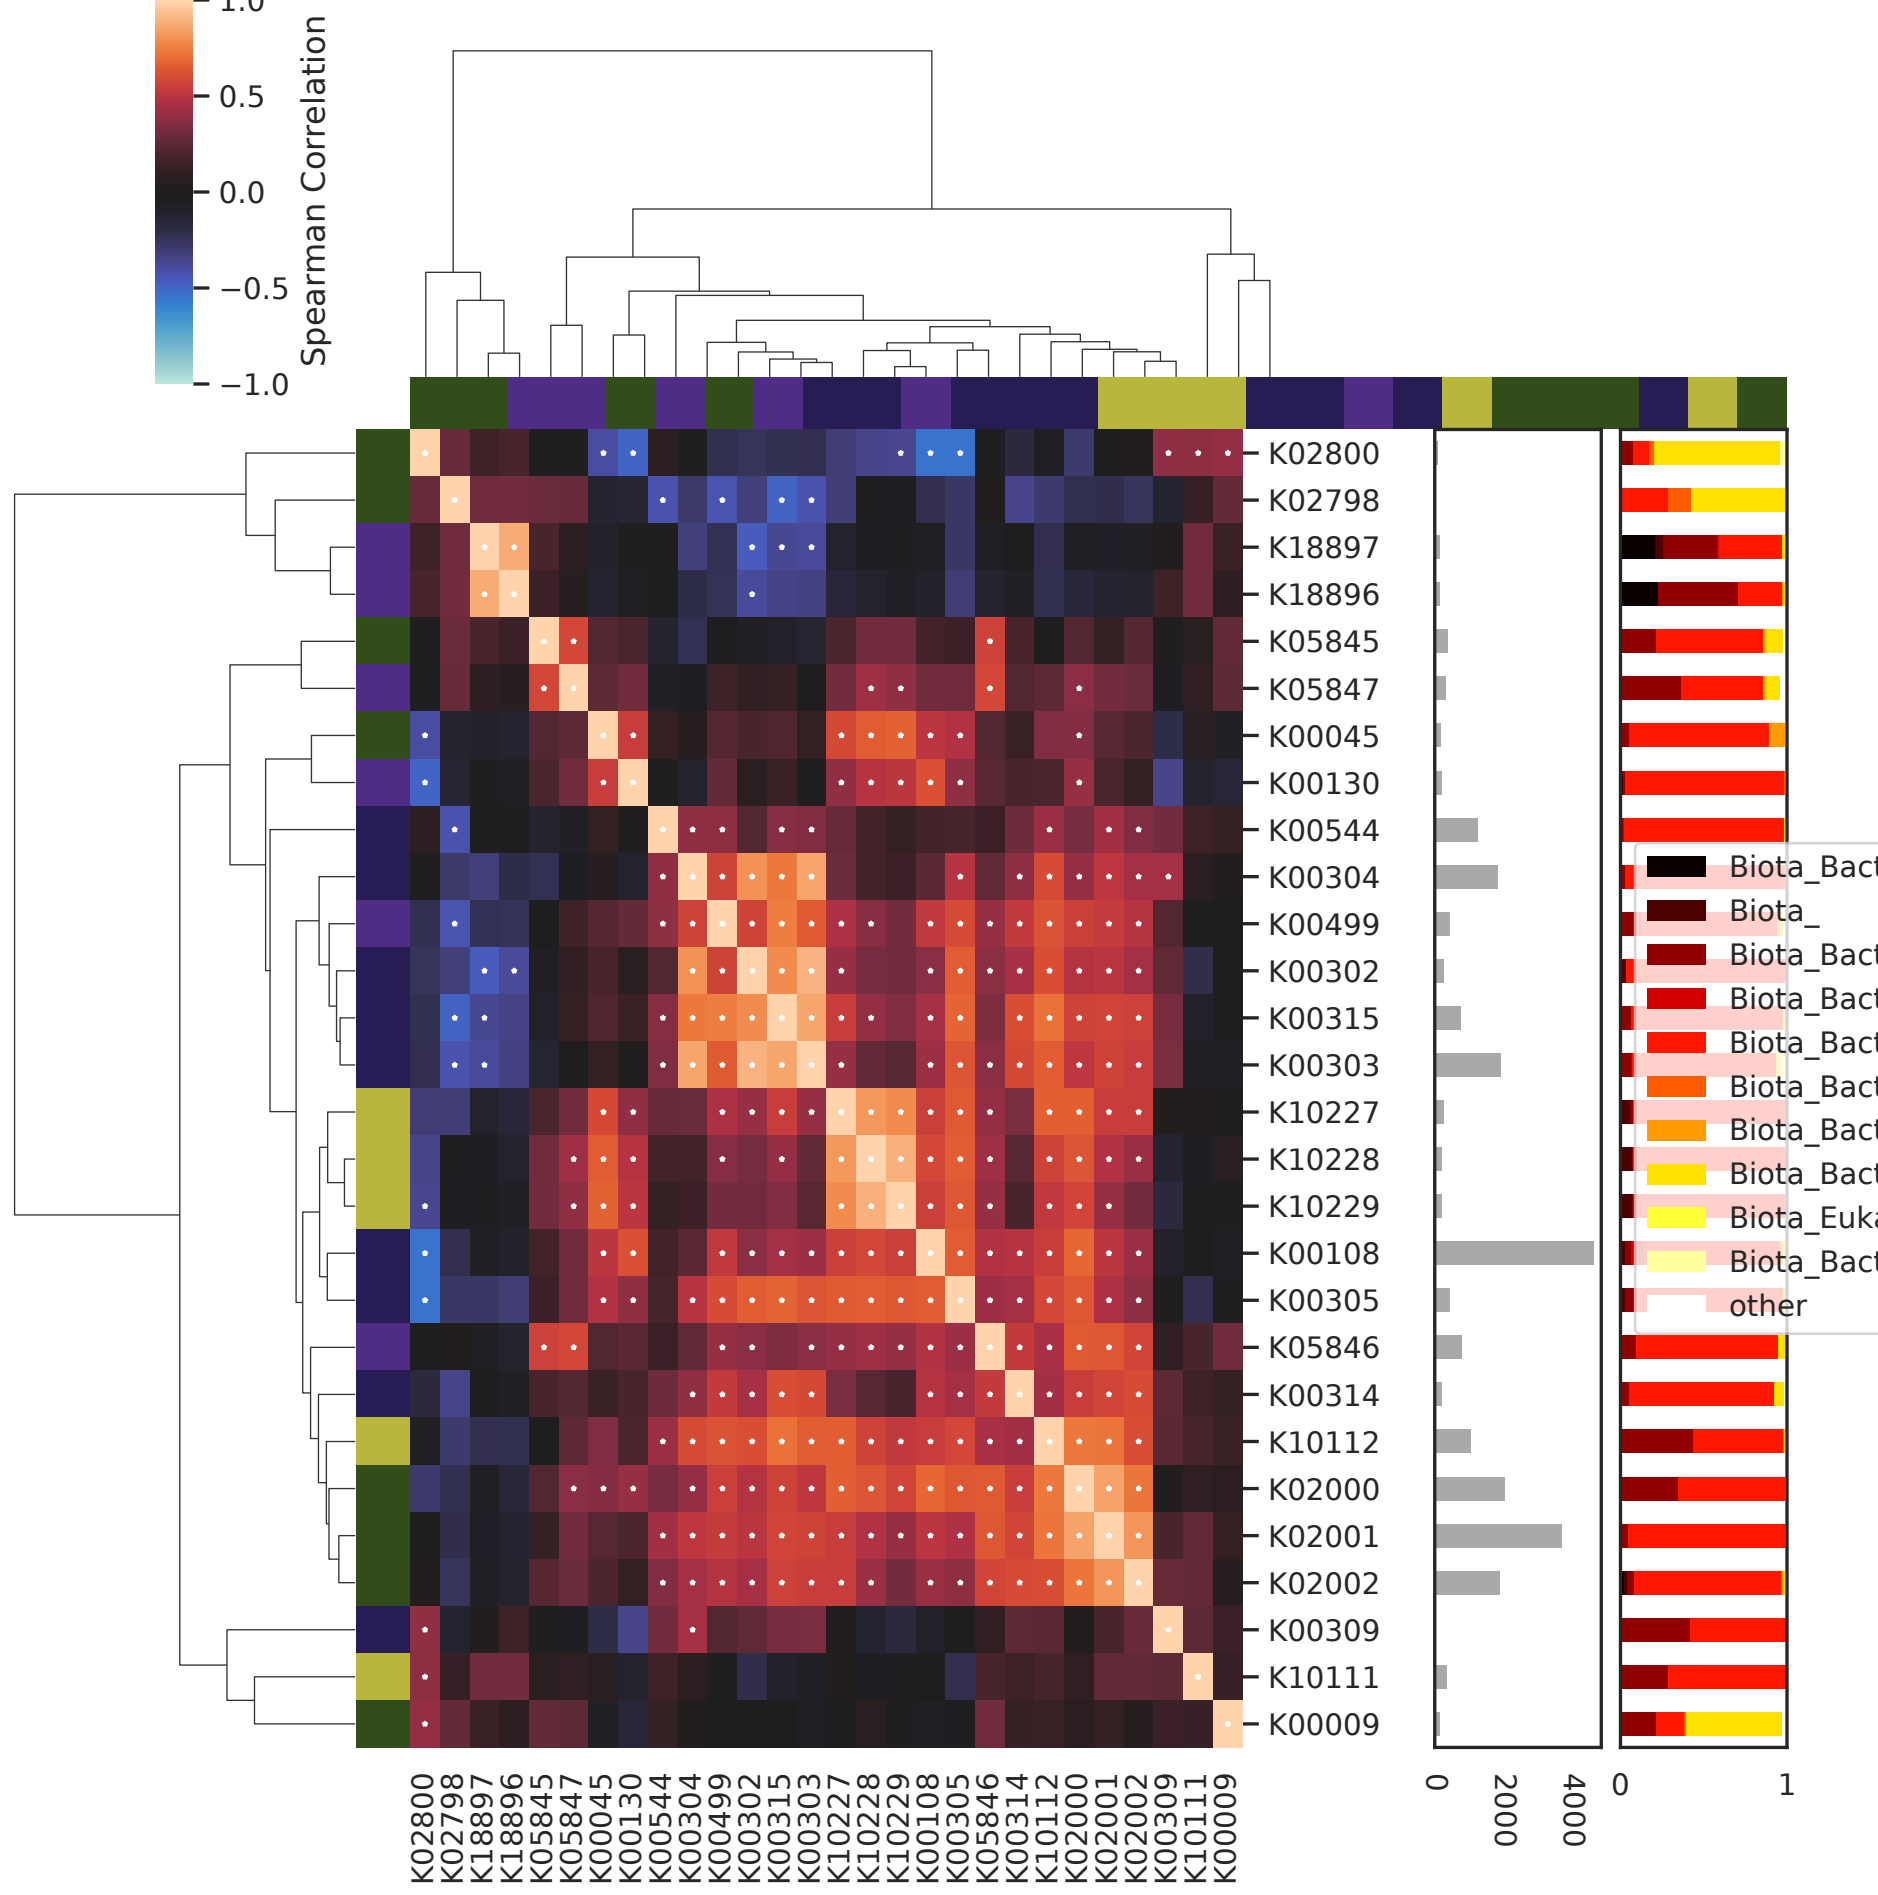 1.0
0.5
0.0
−0.5
−1.0
Spearman Correlation
K02800
K02798
K18897
K18896
K05845
K05847
K00045
K00130
K00544
K00304
K00499
K00302
K00315
K00303
K10227
K10228
K10229
K00108
K00305
K05846
K00314
K10112
K02000
K02001
K02002
K00309
K10111
K00009
Biota_Bact
Biota_
Biota_Bact
Biota_Bact
Biota_Bact
Biota_Bact
Biota_Bact
Biota_Bact
Biota_Euka
Biota_Bact
other
K02800
K02798
K18897
K18896
K05845
K05847
K00045
K00130
K00544
K00304
K00499
K00302
K00315
K00303
K10227
K10228
K10229
K00108
K00305
K05846
K00314
K10112
K02000
K02001
K02002
K00309
K10111
K00009
0
2000
4000
0
1